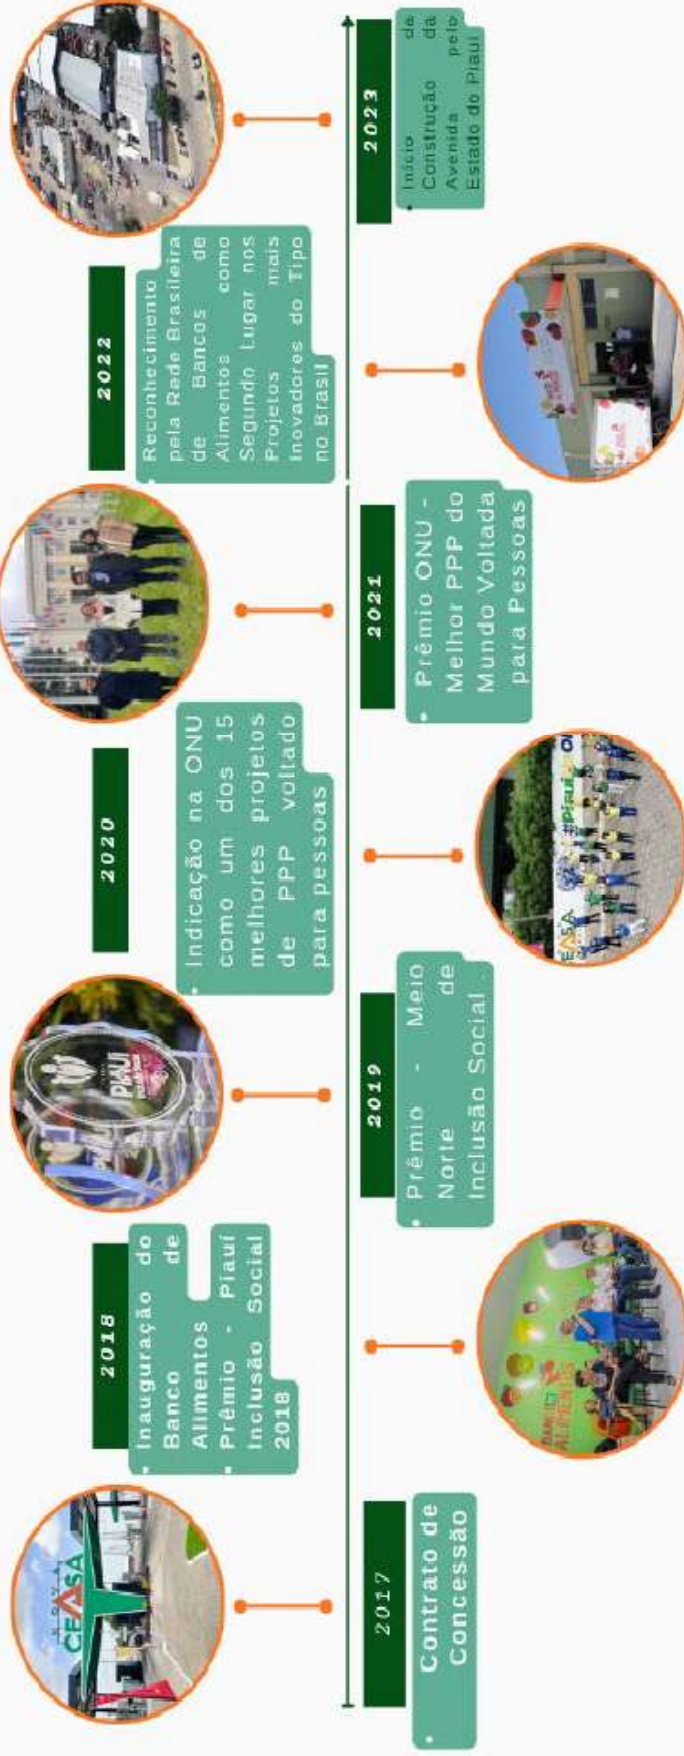 NOVA
CEASA
2017
Contrato de
Concessão
2018
Inauguração do
Banco de
Alimentos
Prêmio - Piauí
Inclusão Social
2018
ALIMENTOS
PIAUÍ
2019
Prêmio - Meio
Norte de
Inclusão Social.
2020
Indicação na ONU
como um dos 15
melhores projetos
de PPP voltado
para pessoas
CEASA #Piauí
2021
Prêmio ONU -
Melhor PPP do
Mundo Voltada
para Pessoas
2022
Reconhecimento
pela Rede Brasileira
de Bancos de
Alimentos como
Segundo Lugar nos
Projetos mais
Inovadores do Tipo
no Brasil
2023
Início da
Construção da
Avenida pelo
Estado do Piauí